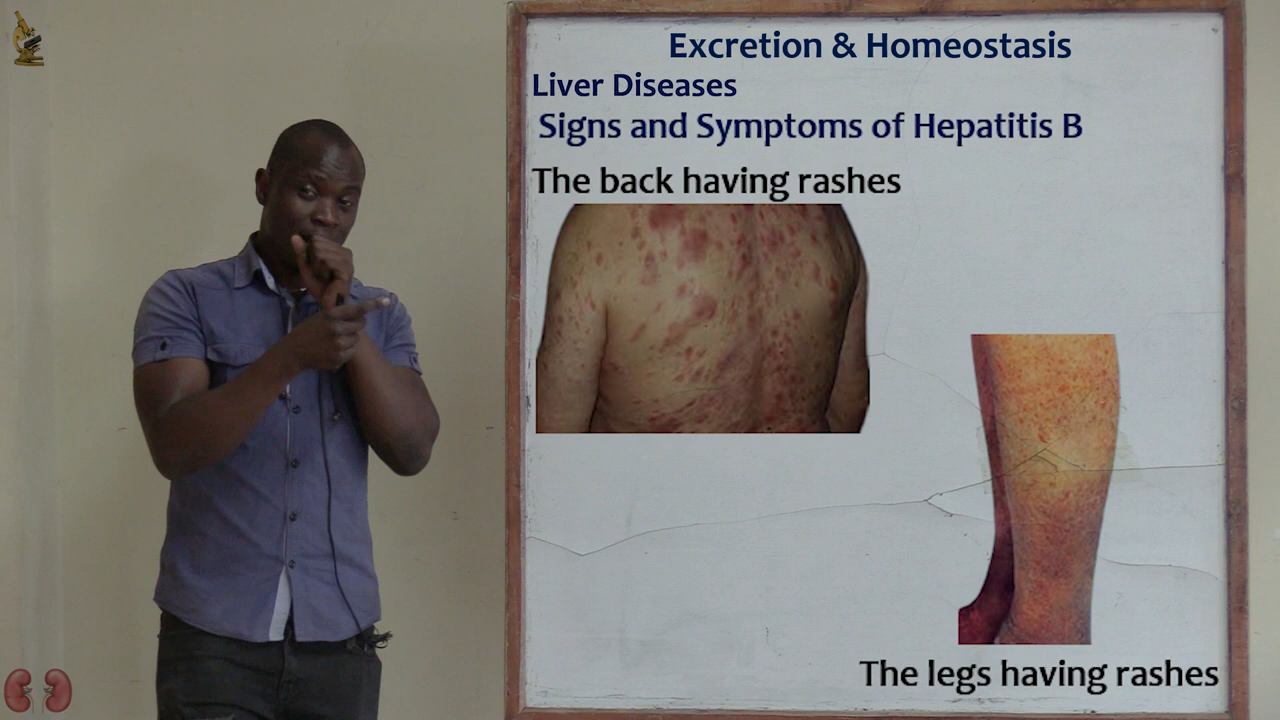 Excretion & Homeostasis
Liver Diseases
Signs and Symptoms of Hepatitis B
The back having rashes
The legs having rashes